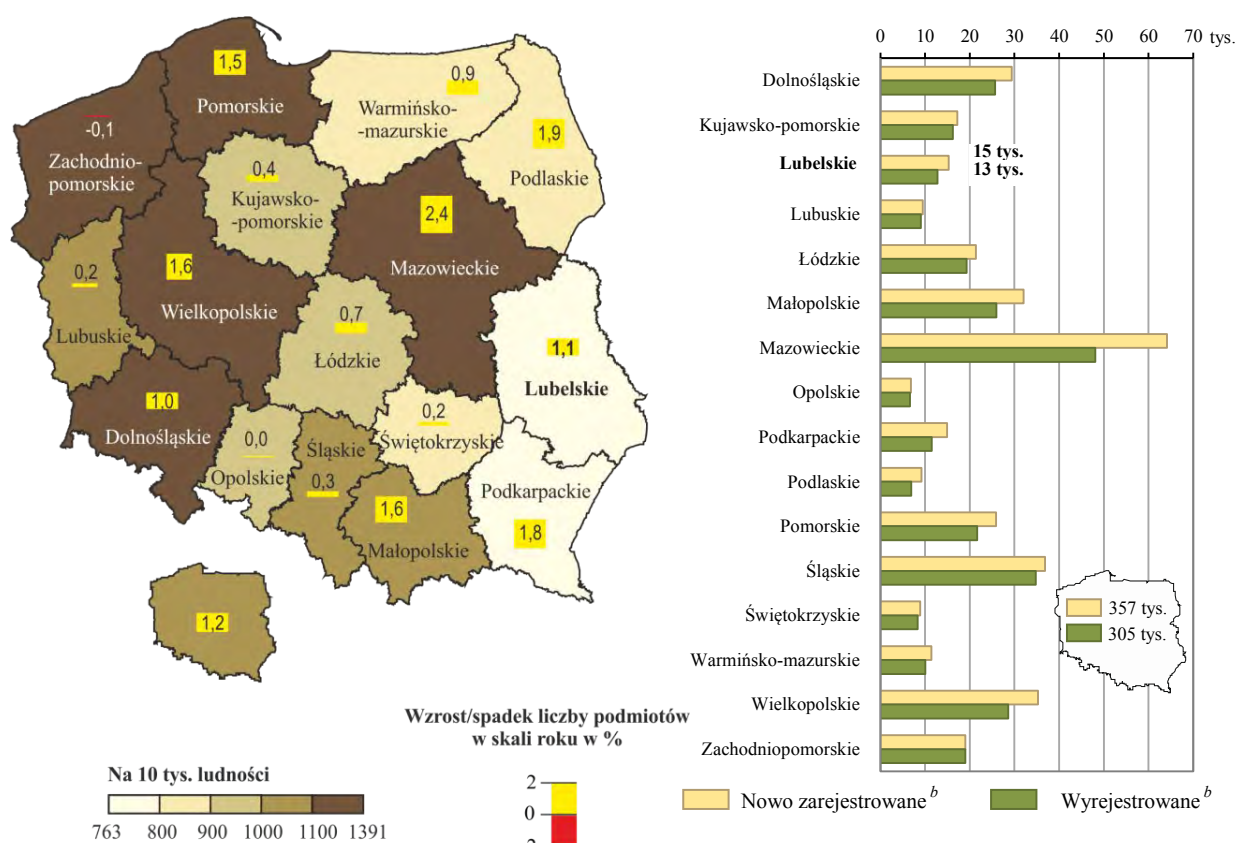 1,5
Pomorskie
-0,1
Zachodnio-
pomorskie
0,9
Warmińsko-
-mazurskie
1,9
Podlaskie
0,4
Kujawsko-
-pomorskie
2,4
Mazowieckie
0,2
Lubuskie
1,6
Wielkopolskie
0,7
Łódzkie
1,1
Lubelskie
1,0
Dolnośląskie
0,0
Opolskie
Śląskie
0,3
0,2
Świętokrzyskie
1,6
Małopolskie
Podkarpackie
1,8
1,2
Na 10 tys. ludności
763 800 900 1000 1100 1391
Wzrost/spadek liczby podmiotów
w skali roku w %
2
0
0 10 20 30 40 50 60 70 tys.
Dolnośląskie
Kujawsko-pomorskie
Lubelskie
15 tys.
13 tys.
Lubuskie
Łódzkie
Małopolskie
Mazowieckie
Opolskie
Podkarpackie
Podlaskie
Pomorskie
Śląskie
Świętokrzyskie
Warmińsko-mazurskie
Wielkopolskie
Zachodniopomorskie
357 tys.
305 tys.
Nowo zarejestrowane b
Wyrejestrowane b